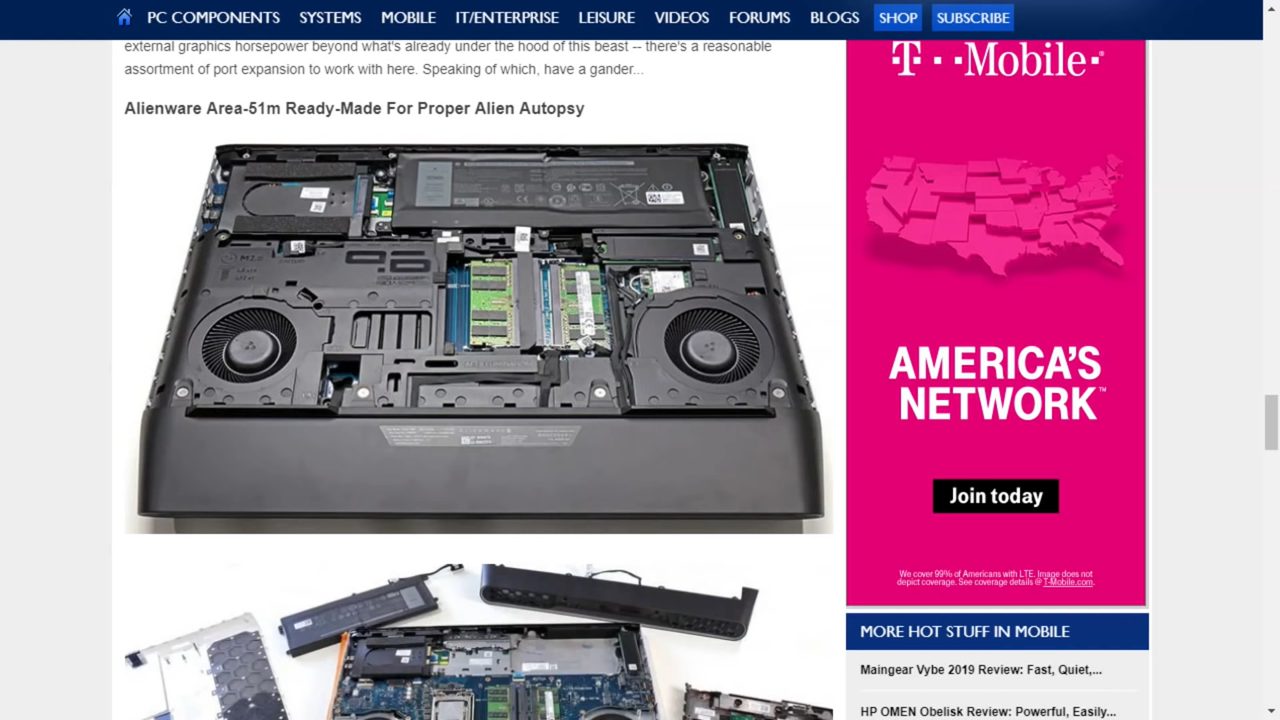 PC COMPONENTS SYSTEMS MOBILE IT/ENTERPRISE LEISURE VIDEOS FORUMS BLOGS SHOP SUBSCRIBE
external graphics horsepower beyond what's already under the hood of this beast -- there's a reasonable
assortment of port expansion to work with here. Speaking of which, have a gander...
Alienware Area-51m Ready-Made For Proper Alien Autopsy
M2.2
T··Mobile·
AMERICA'S
NETWORK™
Join today
We cover 99% of Americans with LTE. Image does not
depict coverage. See coverage details @ T-Mobile.com.
MORE HOT STUFF IN MOBILE
Maingear Vybe 2019 Review: Fast, Quiet,...
HP OMEN Obelisk Review: Powerful, Easily...